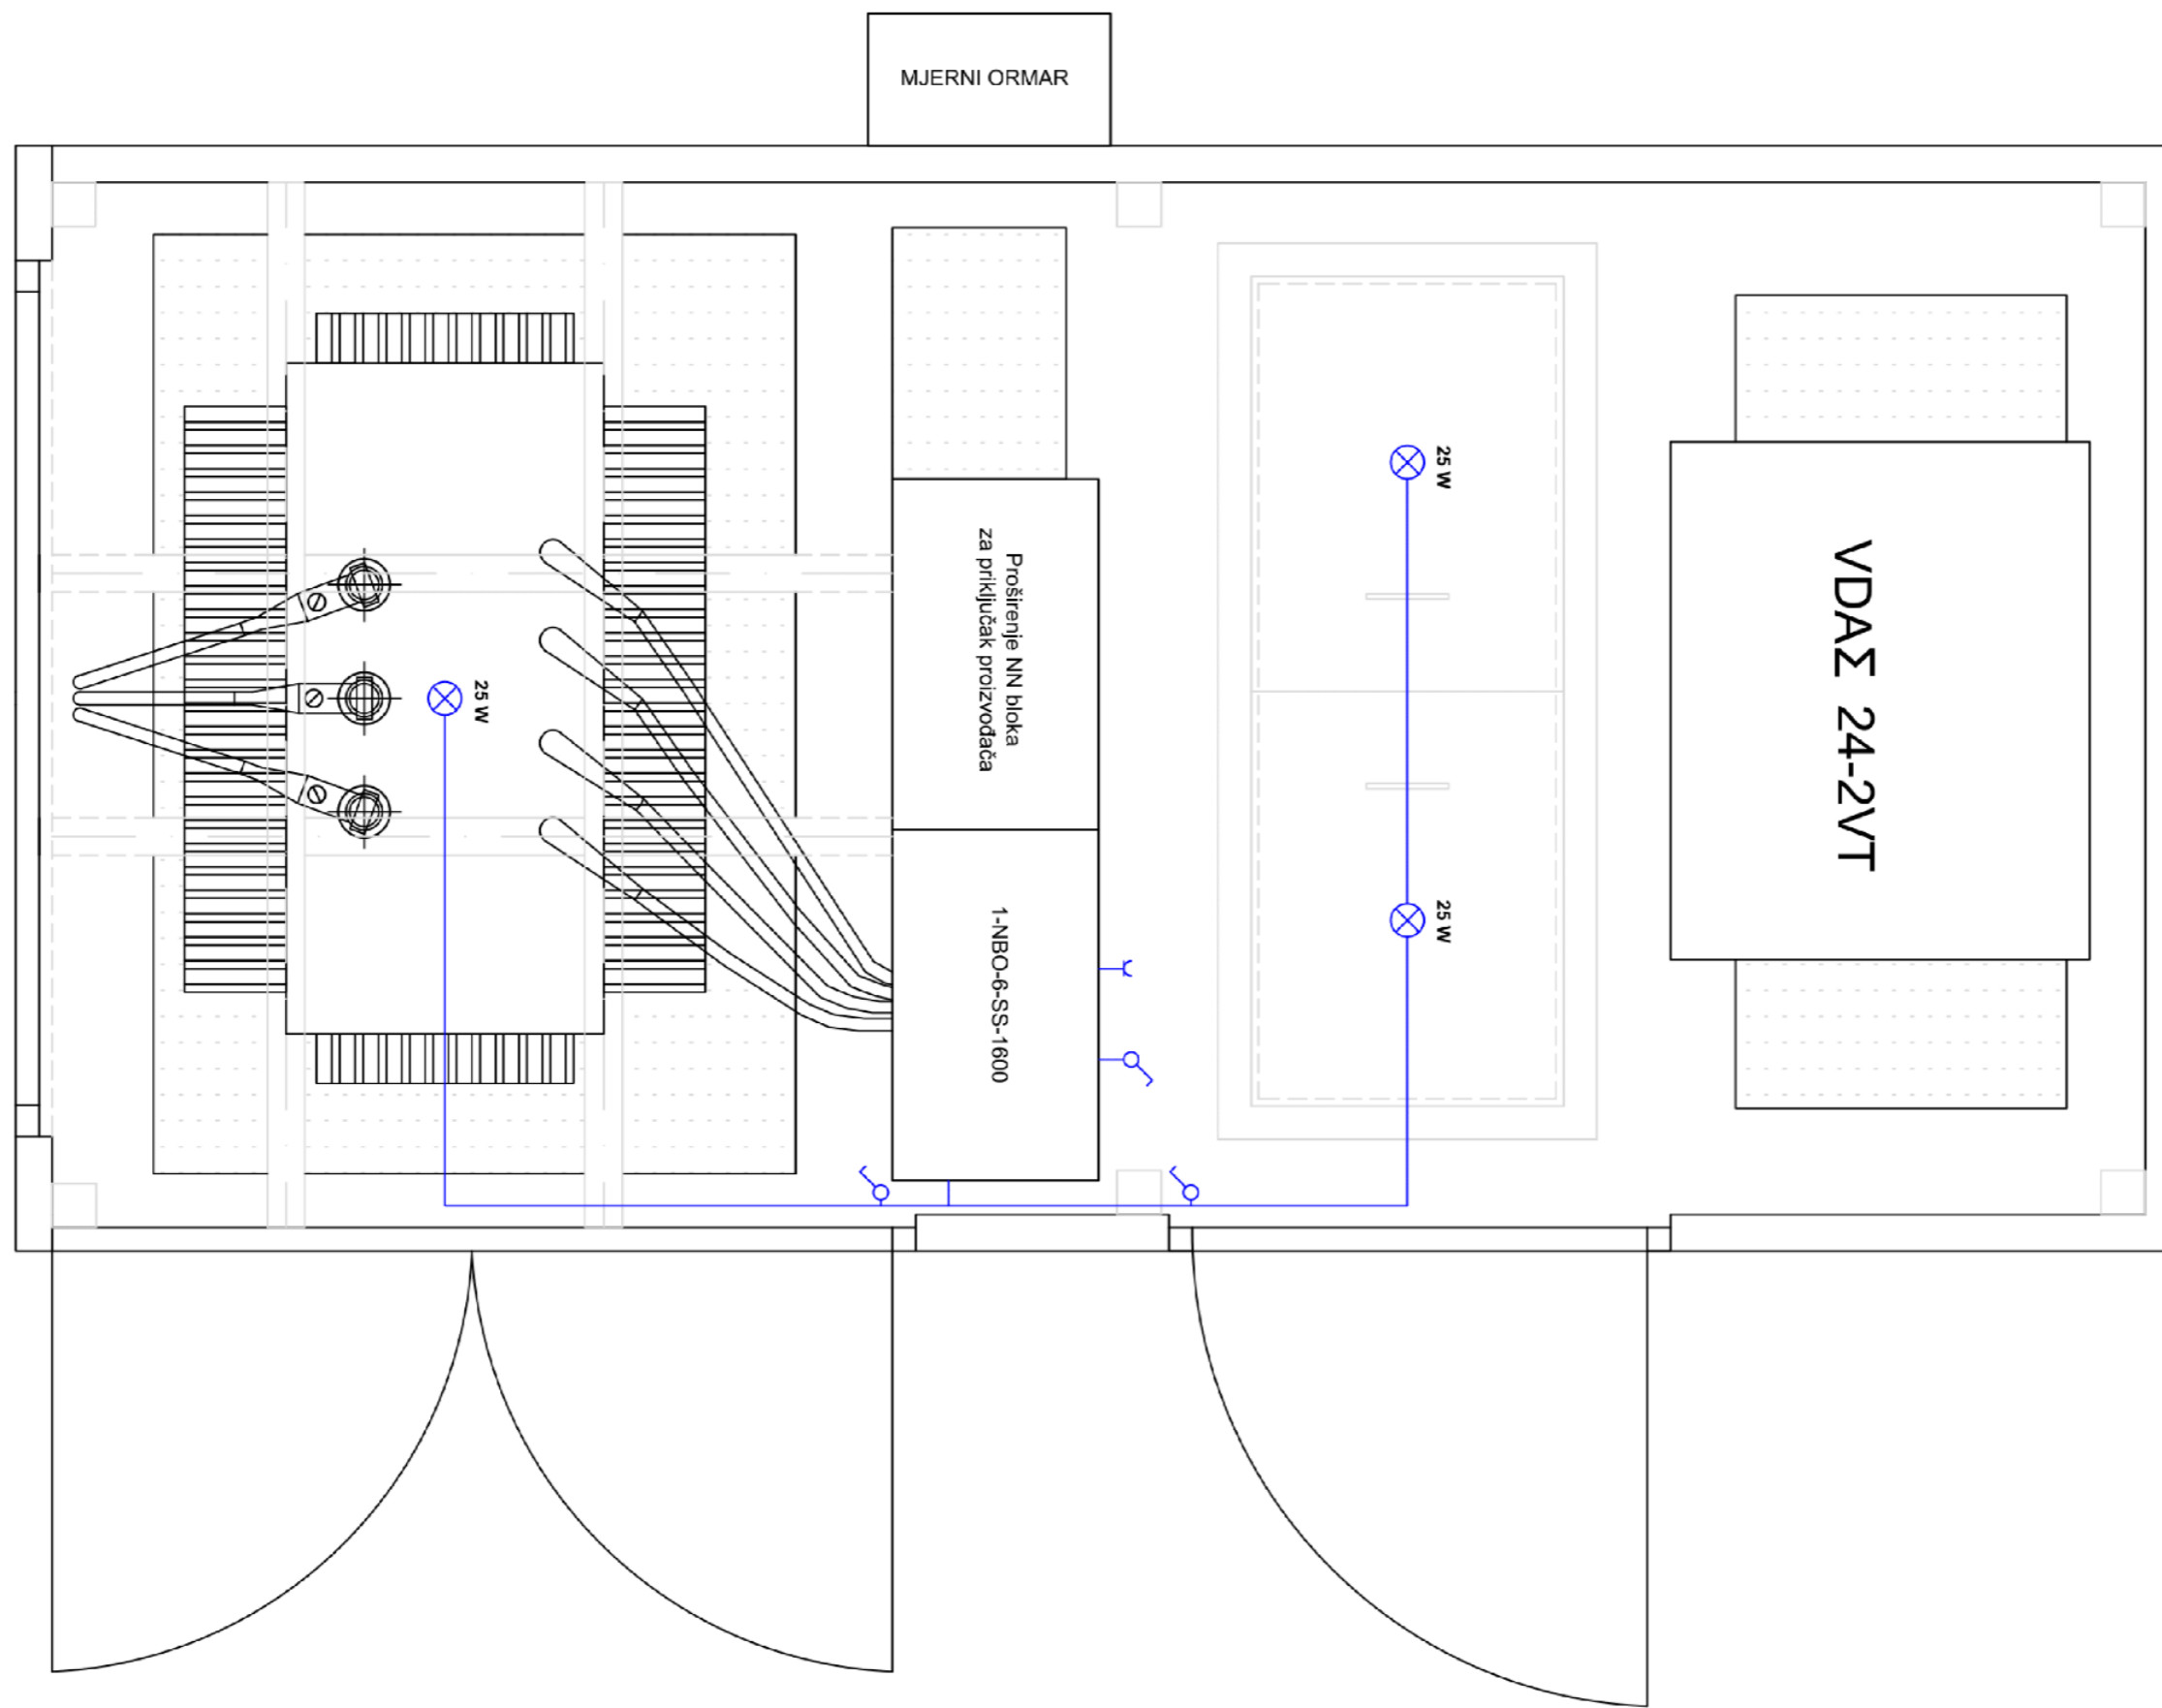 MJERNI ORMAR
25 W
25 W
25 W
Proširenje NN bloka
za priključak proizvođača
1-NBO-6-SS-1600
VDAΣ 24-2VT